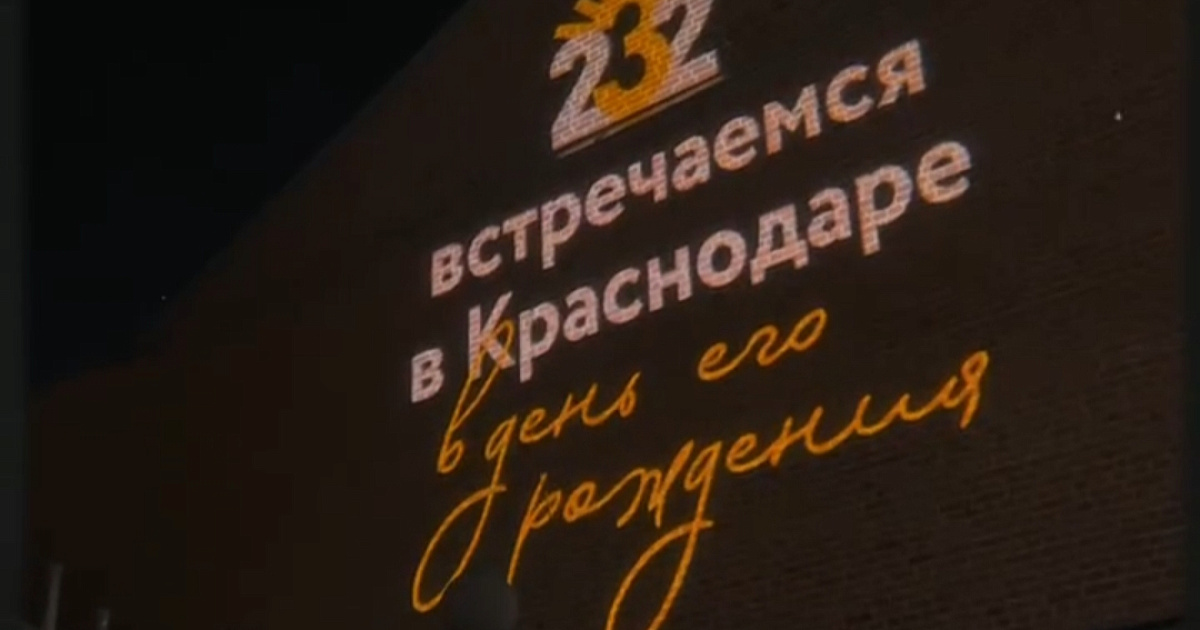 232
встречаемся
в Краснодаре
в день его
рождения